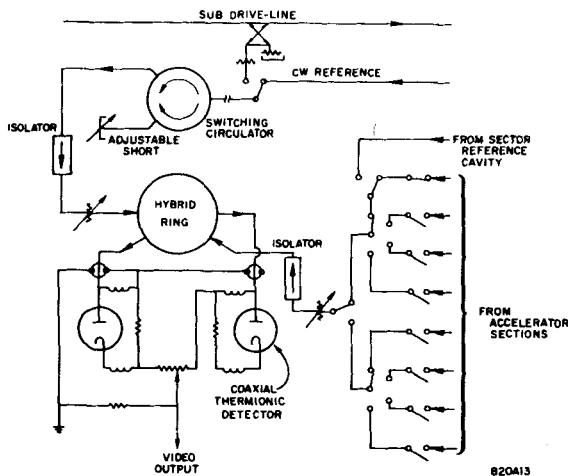 SUB DRIVE-LINE
CW REFERENCE
SWITCHING
CIRCULATOR
ADJUSTABLE
SHORT
ISOLATOR
FROM SECTOR
REFERENCE
CAVITY
HYBRID
RING
ISOLATOR
FROM
ACCELERATOR
SECTIONS
COAXIAL
THERMIONIC
DETECTOR
VIDEO
OUTPUT
820A13